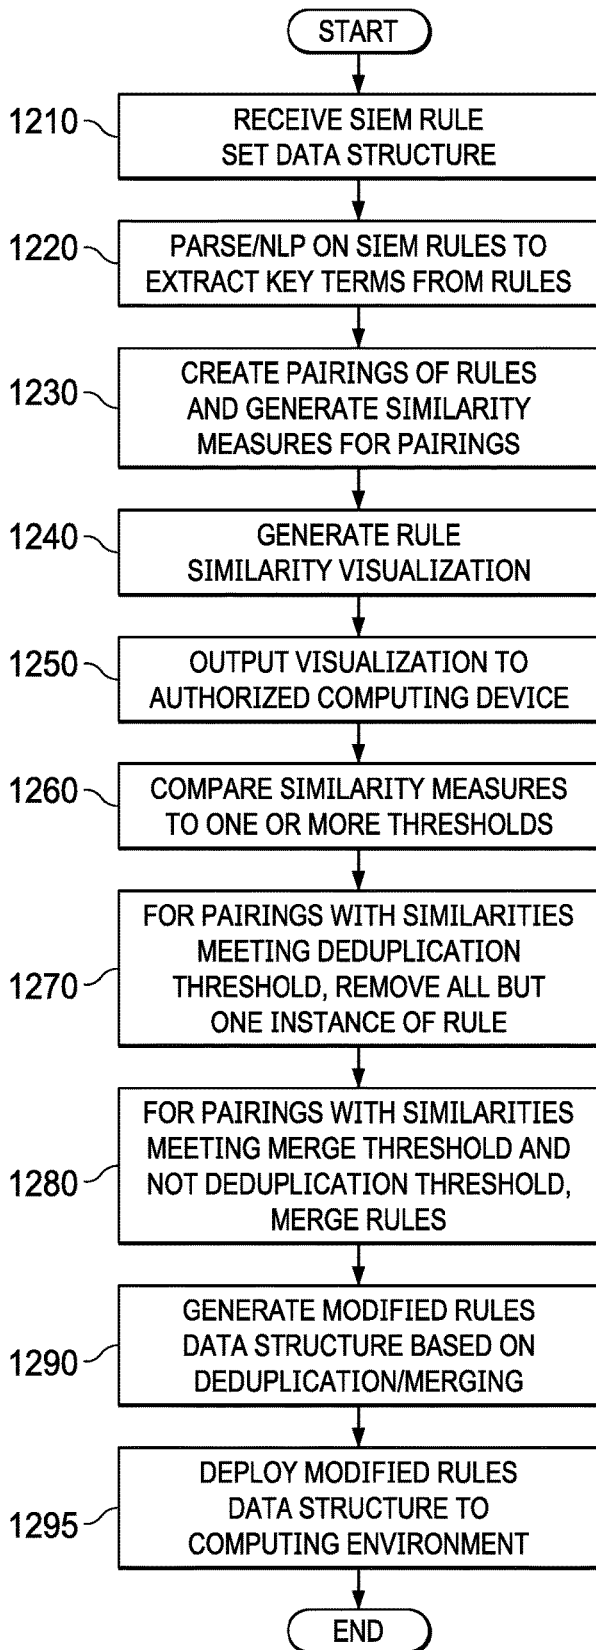 START
1210
RECEIVE SIEM RULE
SET DATA STRUCTURE
1220
PARSE/NLP ON SIEM RULES TO
EXTRACT KEY TERMS FROM RULES
1230
CREATE PAIRINGS OF RULES
AND GENERATE SIMILARITY
MEASURES FOR PAIRINGS
1240
GENERATE RULE
SIMILARITY VISUALIZATION
1250
OUTPUT VISUALIZATION TO
AUTHORIZED COMPUTING DEVICE
1260
COMPARE SIMILARITY MEASURES
TO ONE OR MORE THRESHOLDS
1270
FOR PAIRINGS WITH SIMILARITIES
MEETING DEDUPLICATION
THRESHOLD, REMOVE ALL BUT
ONE INSTANCE OF RULE
1280
FOR PAIRINGS WITH SIMILARITIES
MEETING MERGE THRESHOLD AND
NOT DEDUPLICATION THRESHOLD,
MERGE RULES
1290
GENERATE MODIFIED RULES
DATA STRUCTURE BASED ON
DEDUPLICATION/MERGING
1295
DEPLOY MODIFIED RULES
DATA STRUCTURE TO
COMPUTING ENVIRONMENT
END